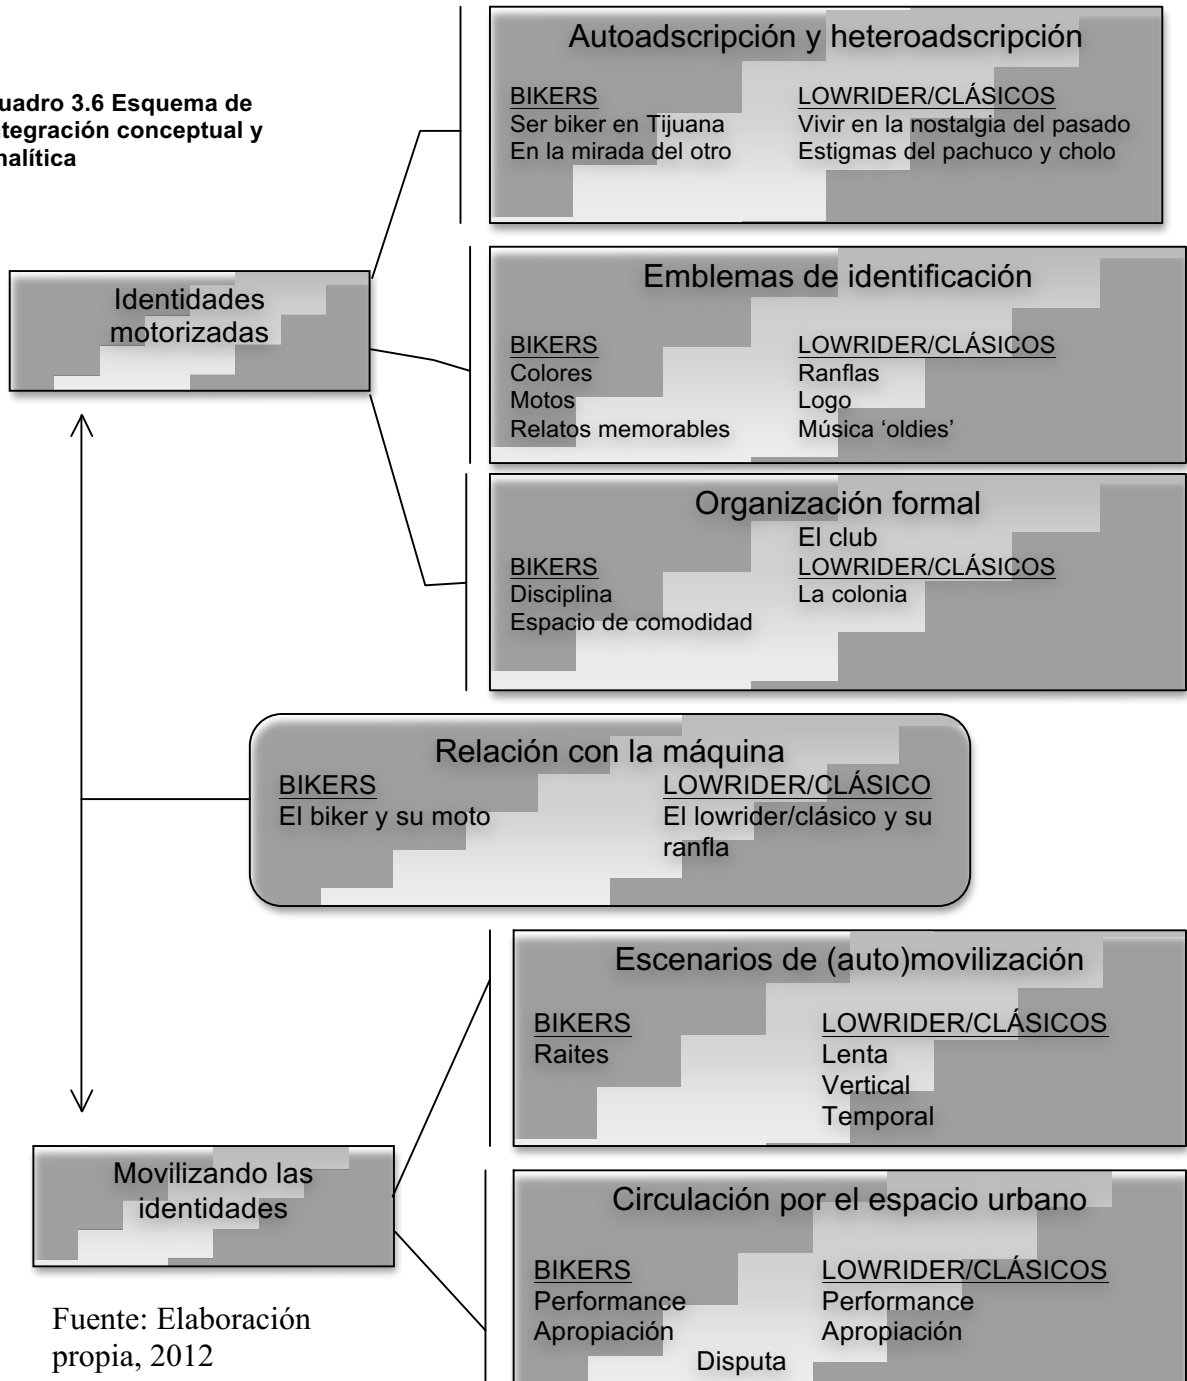 uadro 3.6 Esquema de
ntegración conceptual y
nalítica
Autoadscripción y heteroadscripción
BIKERS
Ser biker en Tijuana
En la mirada del otro
LOWRIDER/CLÁSICOS
Vivir en la nostalgia del pasado
Estigmas del pachuco y cholo
Identidades
motorizadas
Emblemas de identificación
BIKERS
Colores
Motos
Relatos memorables
LOWRIDER/CLÁSICOS
Ranflas
Logo
Música ‘oldies’
Organización formal
El club
BIKERS
Disciplina
Espacio de comodidad
LOWRIDER/CLÁSICOS
La colonia
Relación con la máquina
BIKERS
El biker y su moto
LOWRIDER/CLÁSICO
El lowrider/clásico y su
ranfla
Escenarios de (auto)movilización
BIKERS
Raites
LOWRIDER/CLÁSICOS
Lenta
Vertical
Temporal
Movilizando las
identidades
Circulación por el espacio urbano
BIKERS
Performance
Apropiación
LOWRIDER/CLÁSICOS
Performance
Apropiación
Disputa
Fuente: Elaboración
propia, 2012